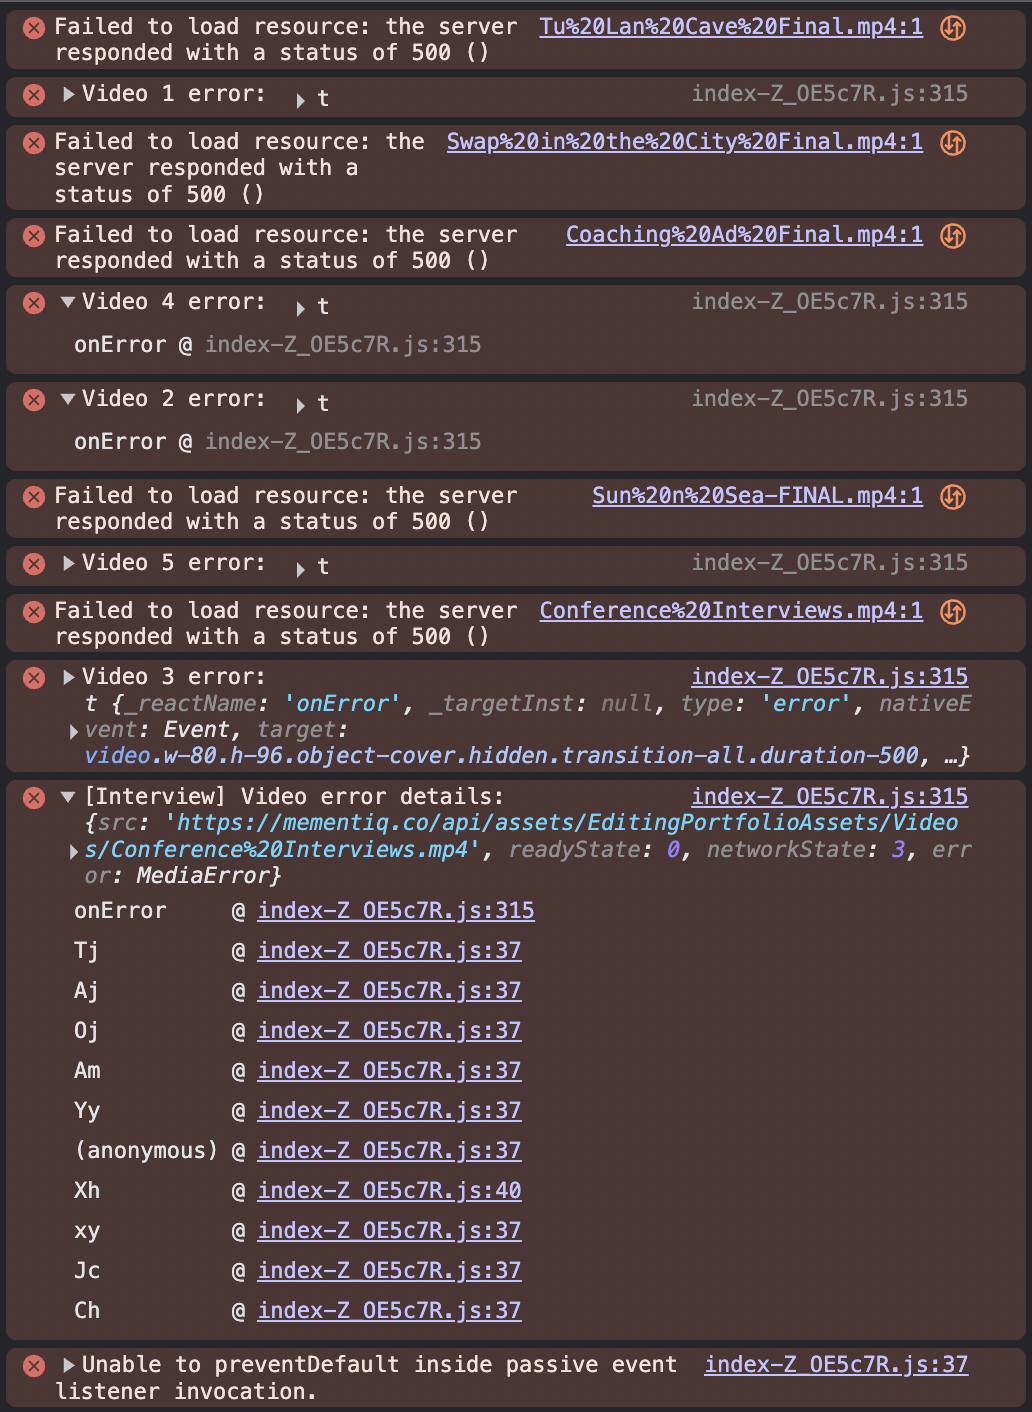 Failed to load resource: the server Tu%20Lan%20Cave%20Final.mp4:1
responded with a status of 500 ()
Video 1 error: t index-Z_OE5c7R.js:315
Failed to load resource: the Swap%20in%20the%20City%20Final.mp4:1
server responded with a
status of 500 ()
Failed to load resource: the server Coaching%20Ad%20Final.mp4:1
responded with a status of 500 ()
Video 4 error: t index-Z_OE5c7R.js:315
onError @ index-Z_OE5c7R.js:315
Video 2 error: t index-Z_OE5c7R.js:315
onError @ index-Z_OE5c7R.js:315
Failed to load resource: the server Sun%20n%20Sea-FINAL.mp4:1
responded with a status of 500 ()
Video 5 error: t index-Z_OE5c7R.js:315
Failed to load resource: the server Conference%20Interviews.mp4:1
responded with a status of 500 ()
Video 3 error: index-Z_OE5c7R.js:315
t {_reactName: 'onError', _targetInst: null, type: 'error', nativeE
vent: Event, target:
video.w-80.h-96.object-cover.hidden.transition-all.duration-500, …}
[Interview] Video error details: index-Z_OE5c7R.js:315
{src: 'https://mementiq.co/api/assets/EditingPortfolioAssets/Video
s/Conference%20Interviews.mp4', readyState: 0, networkState: 3, err
or: MediaError}
onError @ index-Z_OE5c7R.js:315
Tj @ index-Z_OE5c7R.js:37
Aj @ index-Z_OE5c7R.js:37
Oj @ index-Z_OE5c7R.js:37
Am @ index-Z_OE5c7R.js:37
Yy @ index-Z_OE5c7R.js:37
(anonymous) @ index-Z_OE5c7R.js:37
Xh @ index-Z_OE5c7R.js:40
xy @ index-Z_OE5c7R.js:37
Jc @ index-Z_OE5c7R.js:37
Ch @ index-Z_OE5c7R.js:37
Unable to preventDefault inside passive event index-Z_OE5c7R.js:37
listener invocation.